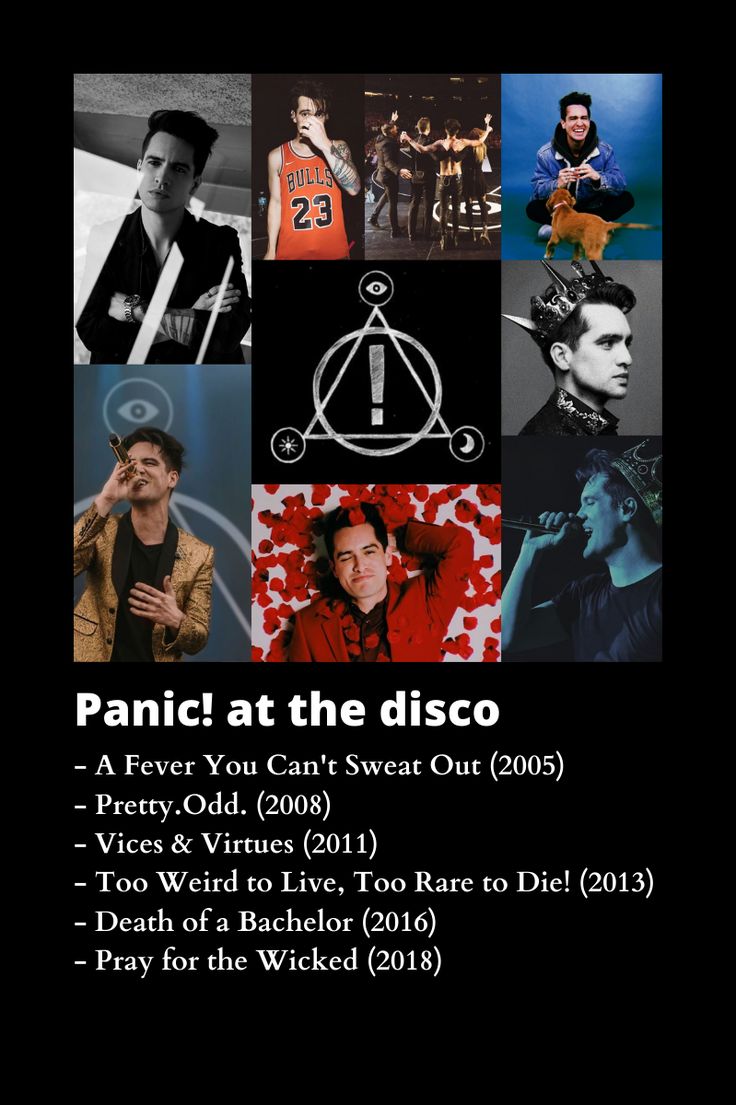 BULLS
23
!
Panic! at the disco
- A Fever You Can't Sweat Out (2005)
- Pretty.Odd. (2008)
- Vices & Virtues (2011)
- Too Weird to Live, Too Rare to Die! (2013)
- Death of a Bachelor (2016)
- Pray for the Wicked (2018)